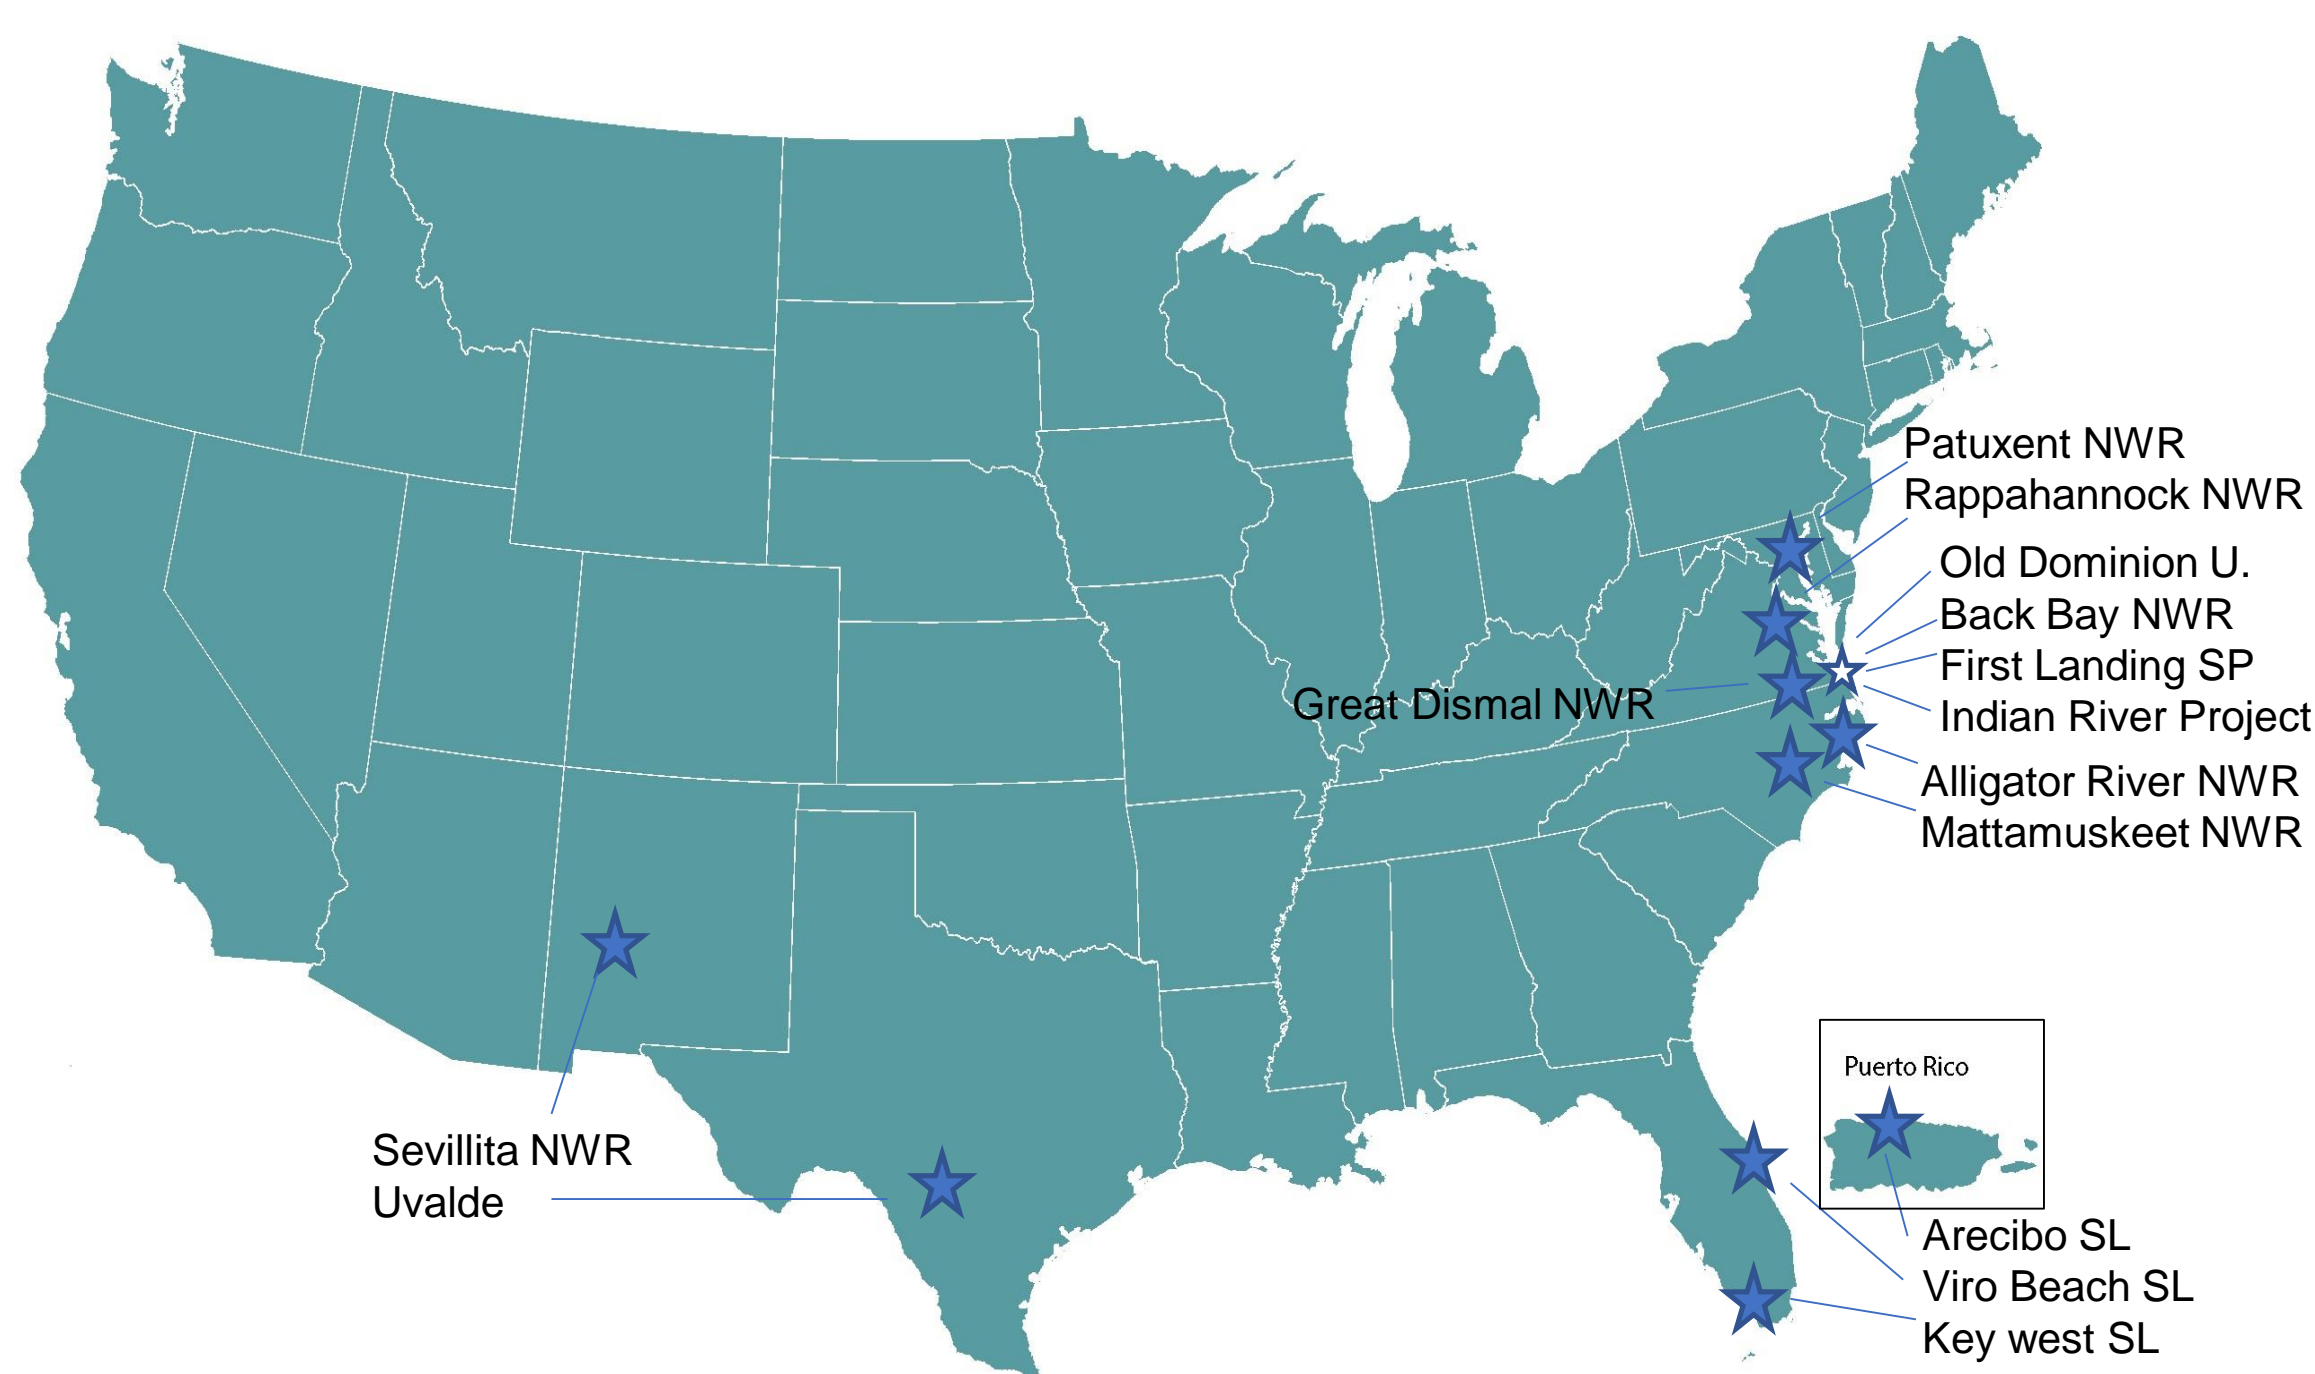 Patuxent NWR
Rappahannock NWR
Old Dominion U.
Back Bay NWR
First Landing SP
Great Dismal NWR
Indian River Project
Alligator River NWR
Mattamuskeet NWR
Puerto Rico
Sevillita NWR
Uvalde
Arecibo SL
Viro Beach SL
Key west SL